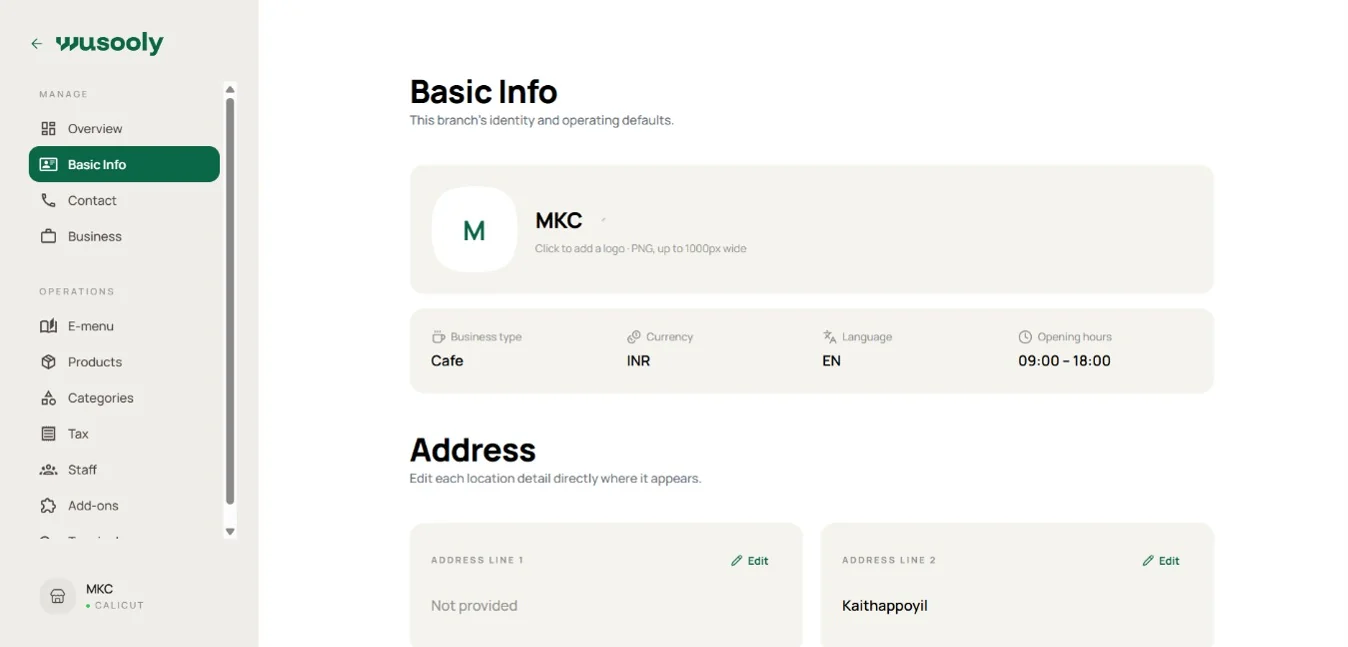 wusooly
MANAGE
Overview
Basic Info
Contact
Business
OPERATIONS
E-menu
Products
Categories
Tax
Staff
Add-ons
MKC
CALICUT
Basic Info
This branch's identity and operating defaults.
M
MKC
Click to add a logo · PNG, up to 1000px wide
Business type
Cafe
Currency
INR
Language
EN
Opening hours
09:00 – 18:00
Address
Edit each location detail directly where it appears.
ADDRESS LINE 1
Edit
Not provided
ADDRESS LINE 2
Edit
Kaithappoyil